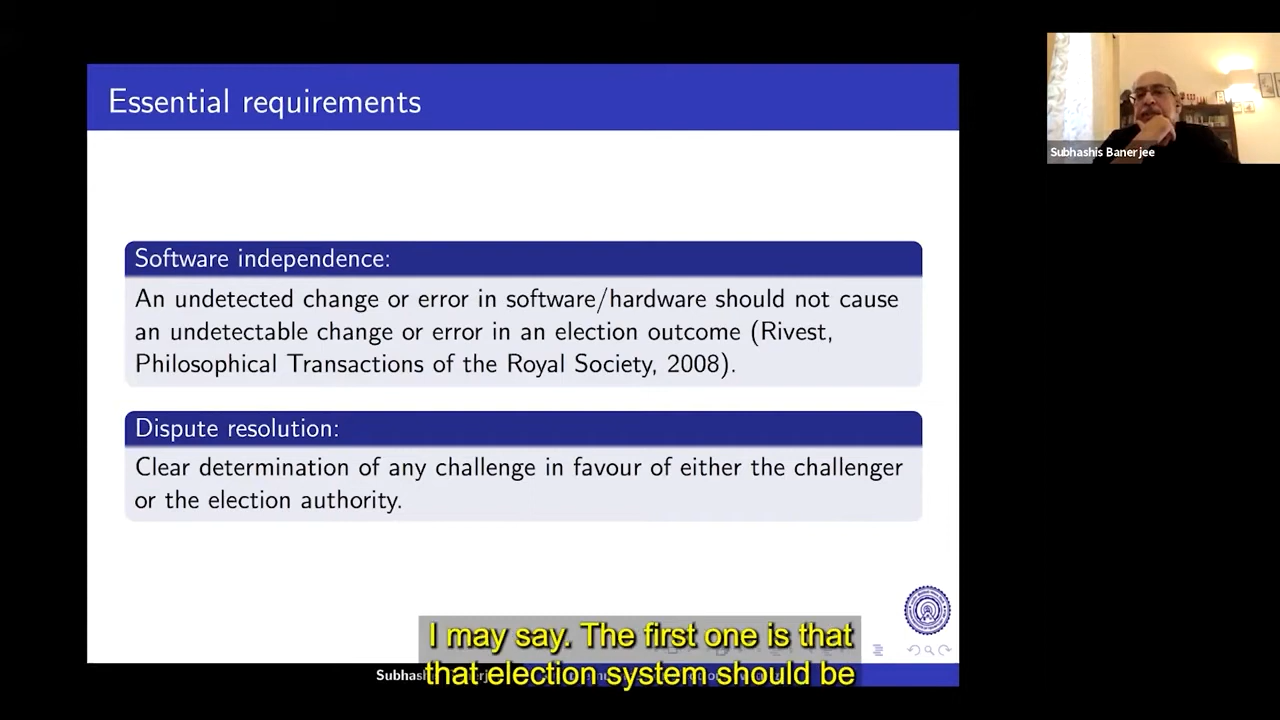 Essential requirements
Subhashis Banerjee
Software independence:
An undetected change or error in software/hardware should not cause
an undetectable change or error in an election outcome (Rivest,
Philosophical Transactions of the Royal Society, 2008).
Dispute resolution:
Clear determination of any challenge in favour of either the challenger
or the election authority.
I may say. The first one is that
that election system should be
Subhash